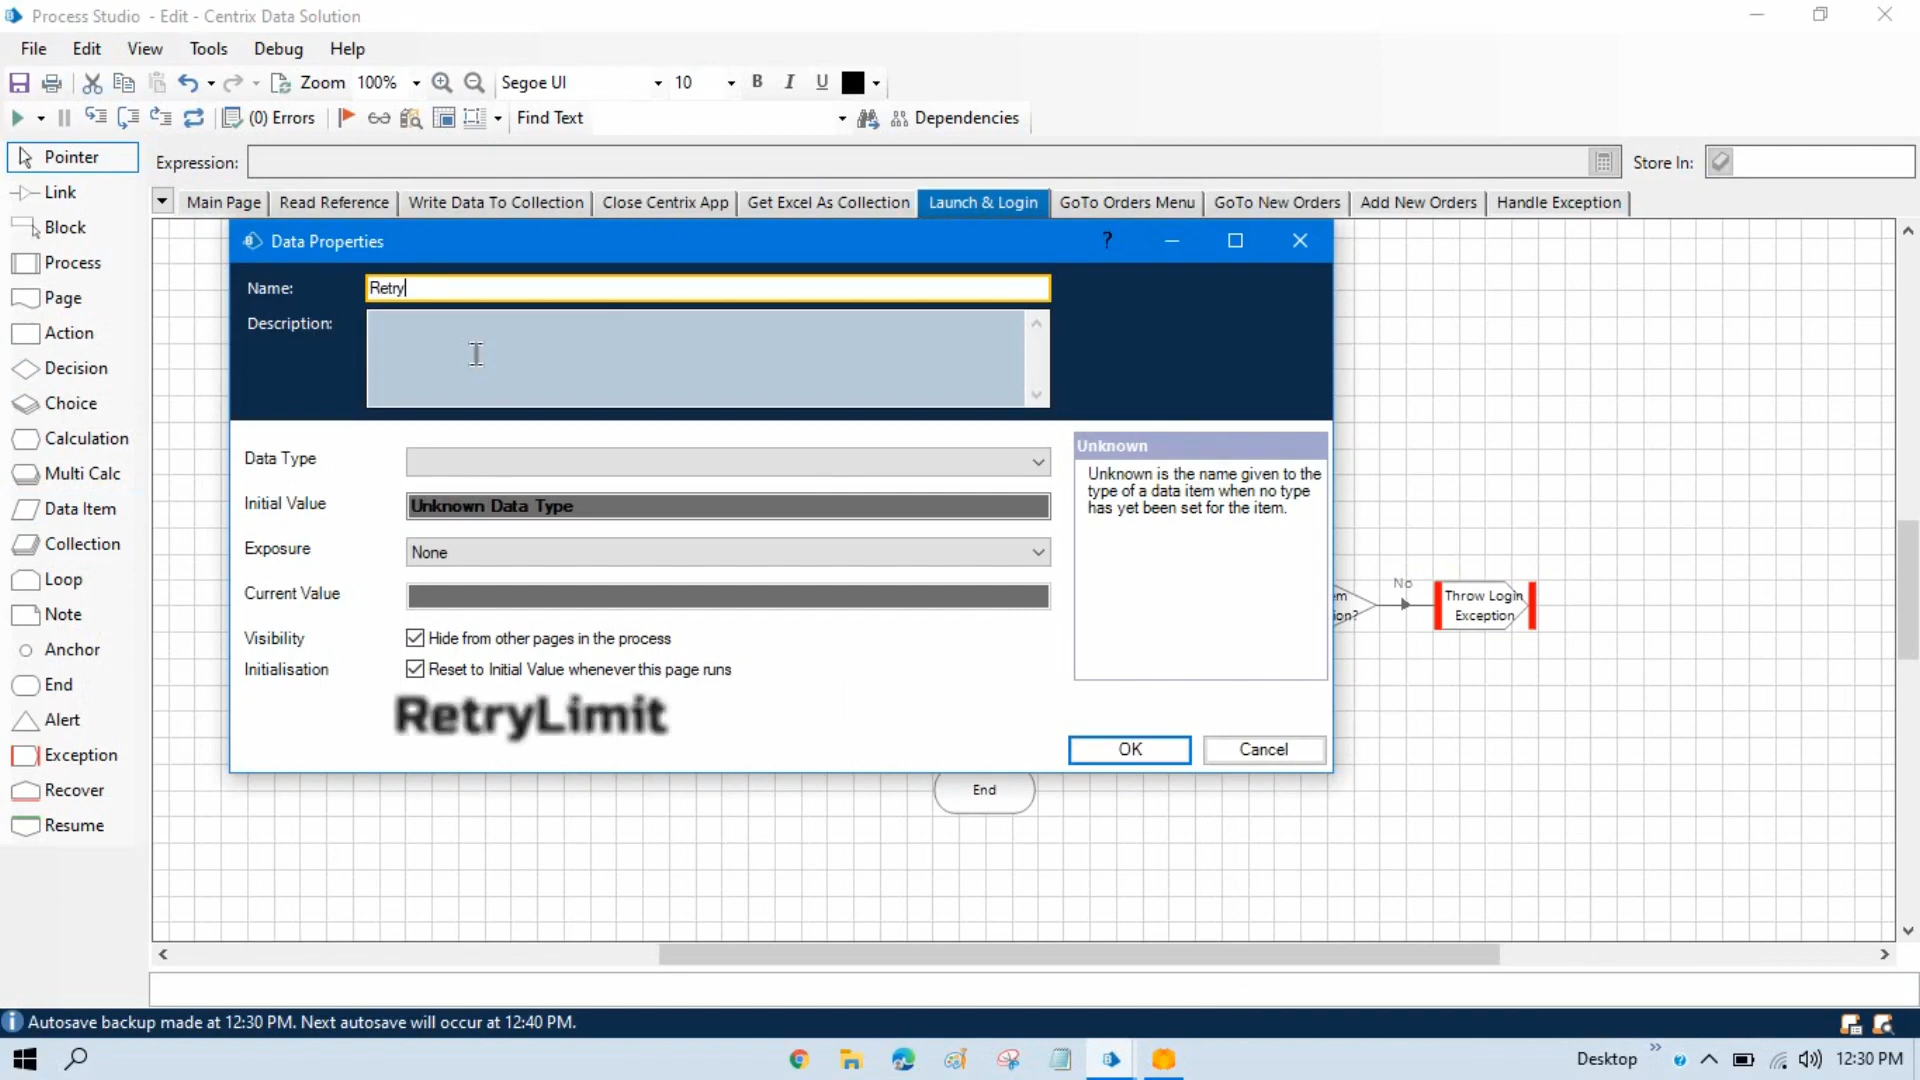 Process Studio - Edit - Centrix Data Solution
File Edit View Tools Debug Help
Zoom 100% Segoe UI 10 B I U
(0) Errors Find Text Dependencies
Pointer
Expression: Store In:
Link
Main Page Read Reference Write Data To Collection Close Centrix App Get Excel As Collection Launch & Login GoTo Orders Menu GoTo New Orders Add New Orders Handle Exception
Block
Data Properties ?
Process
Name: Retry
Page
Description:
Action
Decision
Choice
Calculation
Unknown
Data Type
Multi Calc
Unknown is the name given to the
type of a data item when no type
has yet been set for the item.
Initial Value Unknown Data Type
Data Item
Collection
Exposure None
Loop
No
Current Value
em
ion?
Throw Login
Exception
Note
Visibility Hide from other pages in the process
Anchor
Initialisation Reset to Initial Value whenever this page runs
End
RetryLimit
Alert
OK Cancel
Exception
Recover
End
Resume
Autosave backup made at 12:30 PM. Next autosave will occur at 12:40 PM.
Desktop 12:30 PM